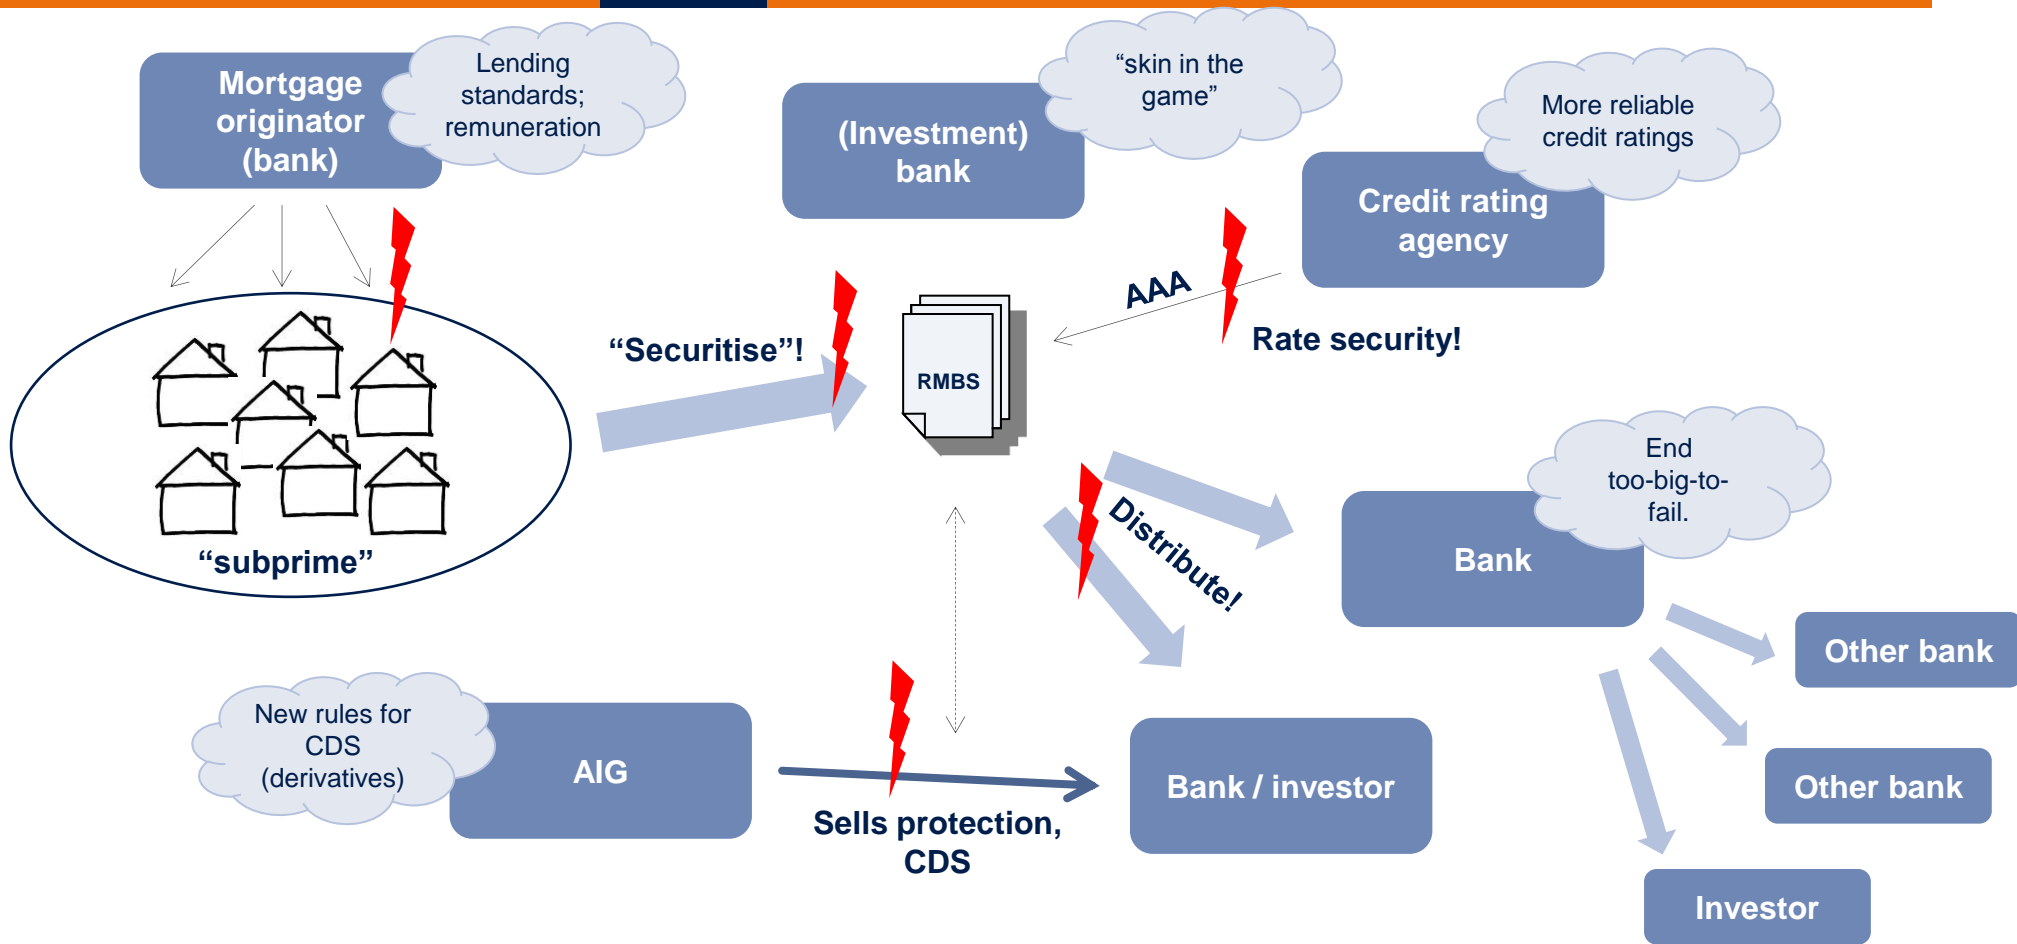 Mortgage
originator
(bank)
Lending
standards;
remuneration
(Investment)
bank
“skin in the
game”
More reliable
credit ratings
Credit rating
agency
AAA
Rate security!
“Securitise”!
RMBS
“subprime”
Distribute!
End
too-big-to-
fail.
Bank
Other bank
Other bank
Investor
New rules for
CDS
(derivatives)
AIG
Sells protection,
CDS
Bank / investor